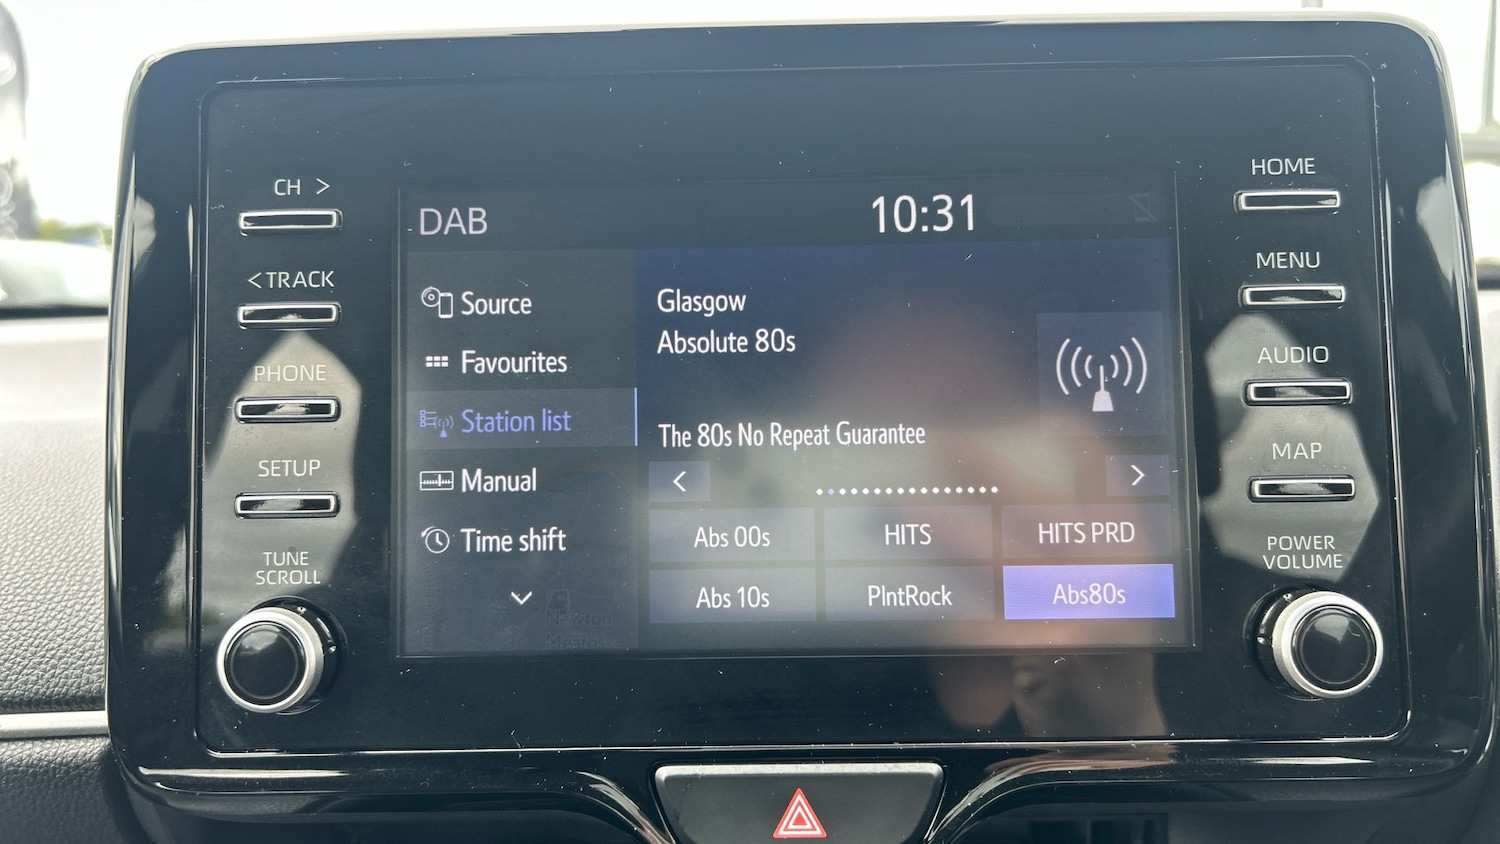 CH >
< TRACK
PHONE
SETUP
TUNE
SCROLL
DAB
10:31
Source
Favourites
Station list
Manual
Time shift
Glasgow
Absolute 80s
The 80s No Repeat Guarantee
<
>
Abs 00s
HITS
HITS PRD
Abs 10s
PlntRock
Abs80s
HOME
MENU
AUDIO
MAP
POWER
VOLUME